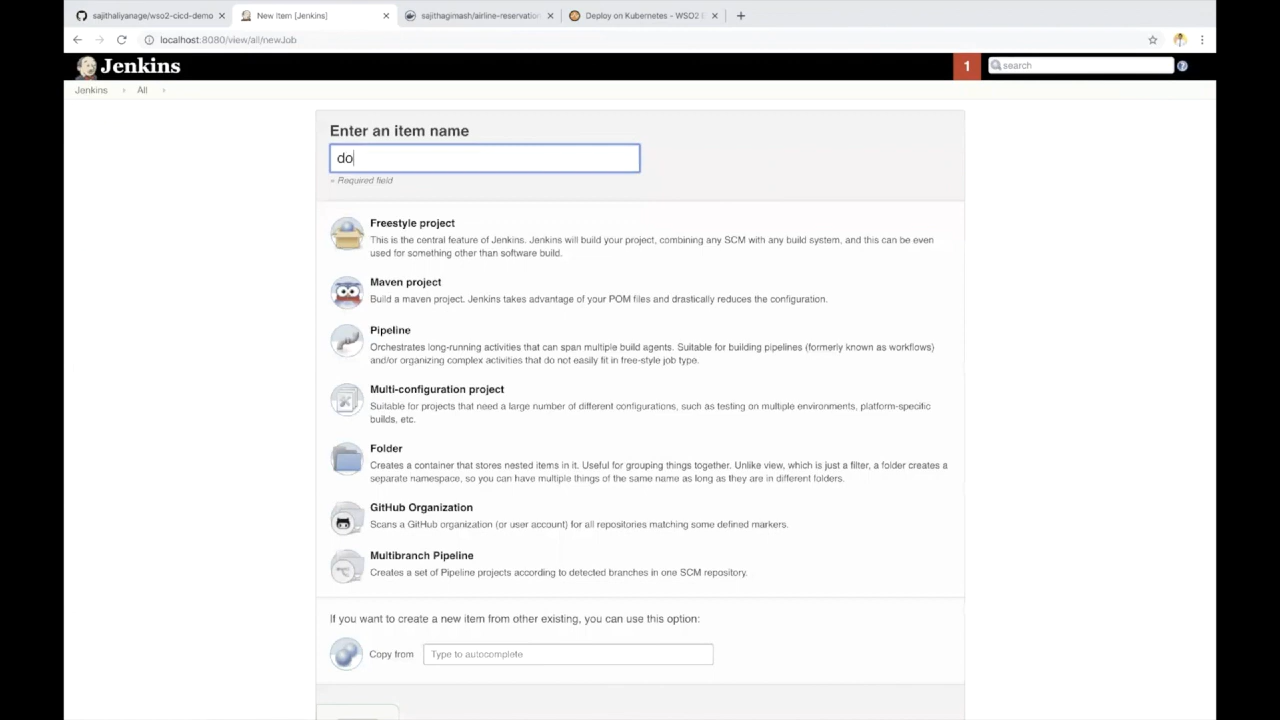 sajithaliyanage/wso2-cicd-demo
New Item [Jenkins]
sajithagimash/airline-reservation
Deploy on Kubernetes - WSO2 E
localhost:8080/view/all/newJob
Jenkins
1
search
Jenkins
All
Enter an item name
do
» Required field
Freestyle project
This is the central feature of Jenkins. Jenkins will build your project, combining any SCM with any build system, and this can be even
used for something other than software build.
Maven project
Build a maven project. Jenkins takes advantage of your POM files and drastically reduces the configuration.
Pipeline
Orchestrates long-running activities that can span multiple build agents. Suitable for building pipelines (formerly known as workflows)
and/or organizing complex activities that do not easily fit in free-style job type.
Multi-configuration project
Suitable for projects that need a large number of different configurations, such as testing on multiple environments, platform-specific
builds, etc.
Folder
Creates a container that stores nested items in it. Useful for grouping things together. Unlike view, which is just a filter, a folder creates a
separate namespace, so you can have multiple things of the same name as long as they are in different folders.
GitHub Organization
Scans a GitHub organization (or user account) for all repositories matching some defined markers.
Multibranch Pipeline
Creates a set of Pipeline projects according to detected branches in one SCM repository.
If you want to create a new item from other existing, you can use this option:
Copy from
Type to autocomplete